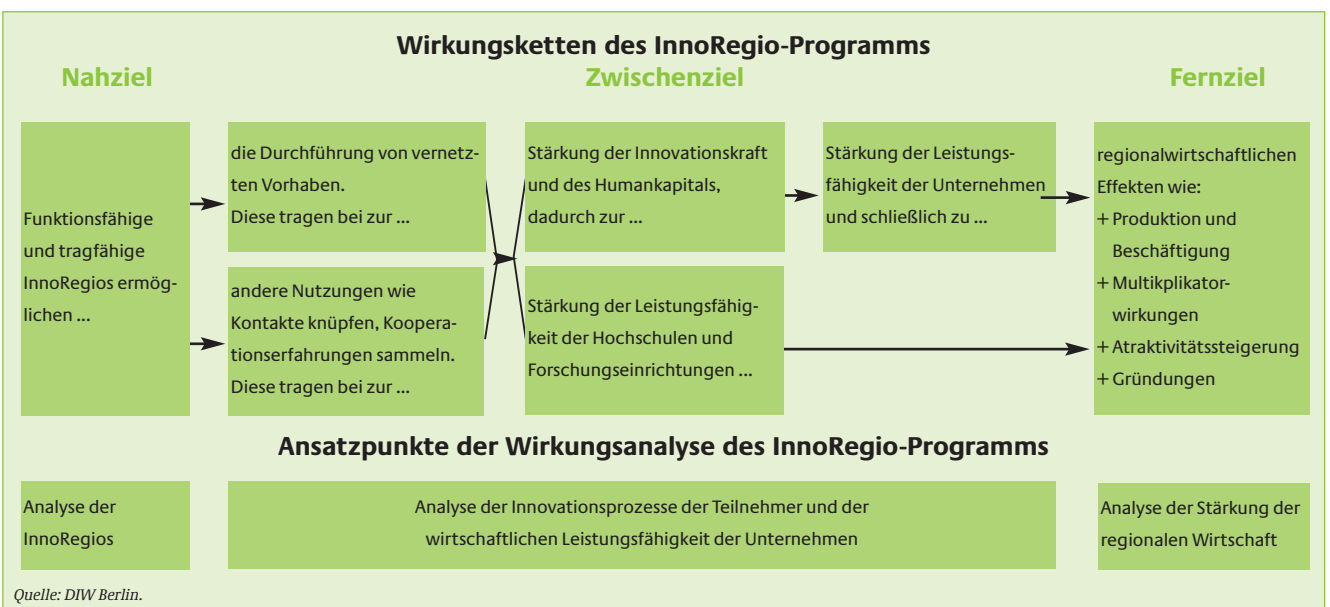 Wirkungsketten des InnoRegio-Programms
Nahziel
Zwischenziel
Fernziel
Funktionsfähige
und tragfähige
InnoRegios ermög-
lichen ...
die Durchführung von vernetz-
ten Vorhaben.
Diese tragen bei zur ...
andere Nutzungen wie
Kontakte knüpfen, Koopera-
tionserfahrungen sammeln.
Diese tragen bei zur ...
Stärkung der Innovationskraft
und des Humankapitals,
dadurch zur ...
Stärkung der Leistungsfähig-
keit der Hochschulen und
Forschungseinrichtungen ...
Stärkung der Leistungs-
fähigkeit der Unternehmen
und schließlich zu ...
regionalwirtschaftlichen
Effekten wie:
+ Produktion und
Beschäftigung
+ Multikplikator-
wirkungen
+ Atraktivitätssteigerung
+ Gründungen
Ansatzpunkte der Wirkungsanalyse des InnoRegio-Programms
Analyse der
InnoRegios
Analyse der Innovationsprozesse der Teilnehmer und der
wirtschaftlichen Leistungsfähigkeit der Unternehmen
Analyse der Stärkung der
regionalen Wirtschaft
Quelle: DIW Berlin.